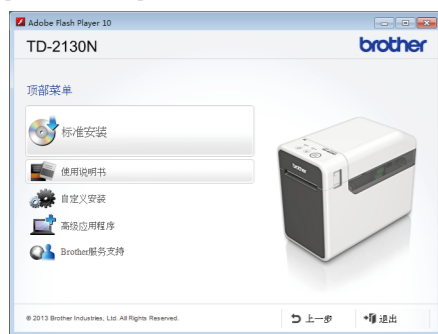 Adobe Flash Player 10
TD-2130N
brother
顶部菜单
标准安装
使用说明书
自定义安装
高级应用程序
Brother服务支持
brother
© 2013 Brother Industries, Ltd. All Rights Reserved.
上一步
退出